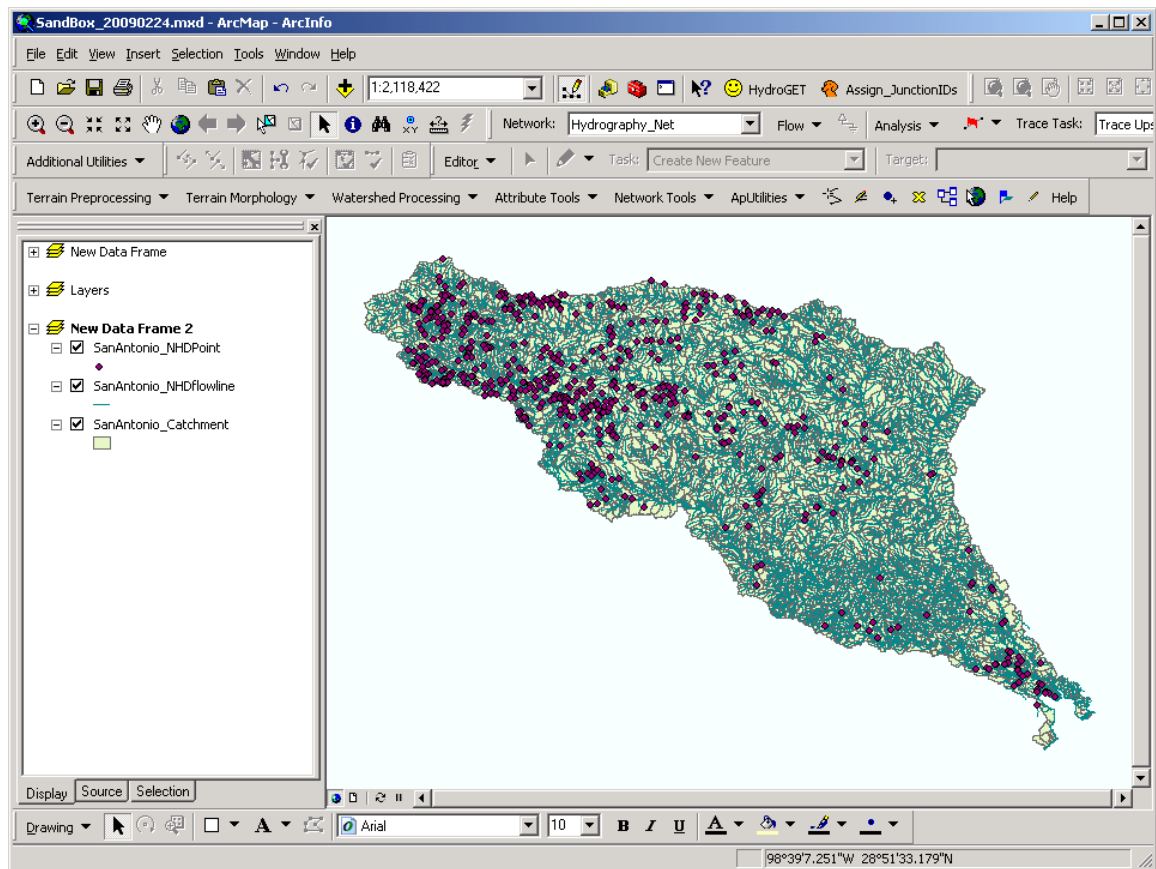 SandBox_20090224.mxd - ArcMap - ArcInfo
File Edit View Insert Selection Tools Window Help
1:2,118,422 HydroGET Assign_JunctionIDs
Network: Hydrography_Net Flow Analysis Trace Task: Trace Ups
Additional Utilities Editor Task: Create New Feature Target:
Terrain Preprocessing Terrain Morphology Watershed Processing Attribute Tools Network Tools ApUtilities Help
New Data Frame
Layers
New Data Frame 2
SanAntonio_NHDPoint
SanAntonio_NHDflowline
SanAntonio_Catchment
Display Source Selection
Drawing A Arial 10 B I U A
98°39'7.251"W 28°51'33.179"N